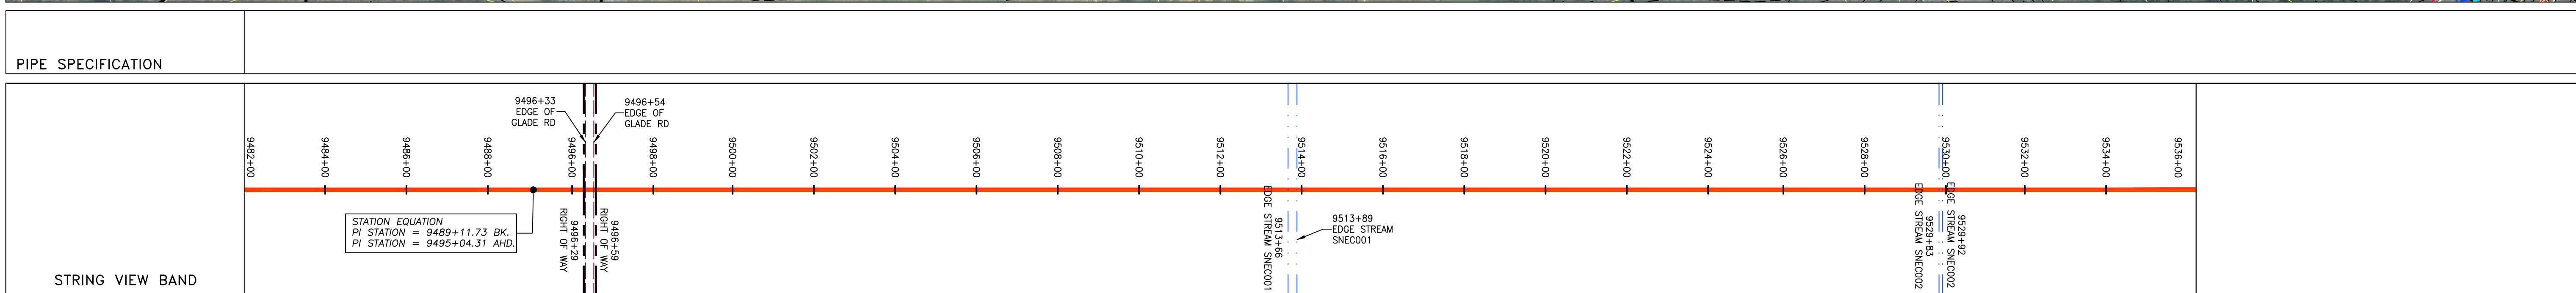 PIPE SPECIFICATION
9496+33
EDGE OF
GLADE RD
9496+54
EDGE OF
GLADE RD
9482+00
9484+00
9486+00
9488+00
9496+00
9498+00
9500+00
9502+00
9504+00
9506+00
9508+00
9510+00
9512+00
9514+00
9516+00
9518+00
9520+00
9522+00
9524+00
9526+00
9528+00
9530+00
9532+00
9534+00
9536+00
STATION EQUATION
PI STATION = 9489+11.73 BK.
PI STATION = 9495+04.31 AHD.
9496+29
RIGHT OF WAY
9496+59
RIGHT OF WAY
9513+66
EDGE STREAM SNEC001
9513+89
EDGE STREAM
SNEC001
9529+83
EDGE STREAM SNEC002
9529+92
EDGE STREAM SNEC002
STRING VIEW BAND